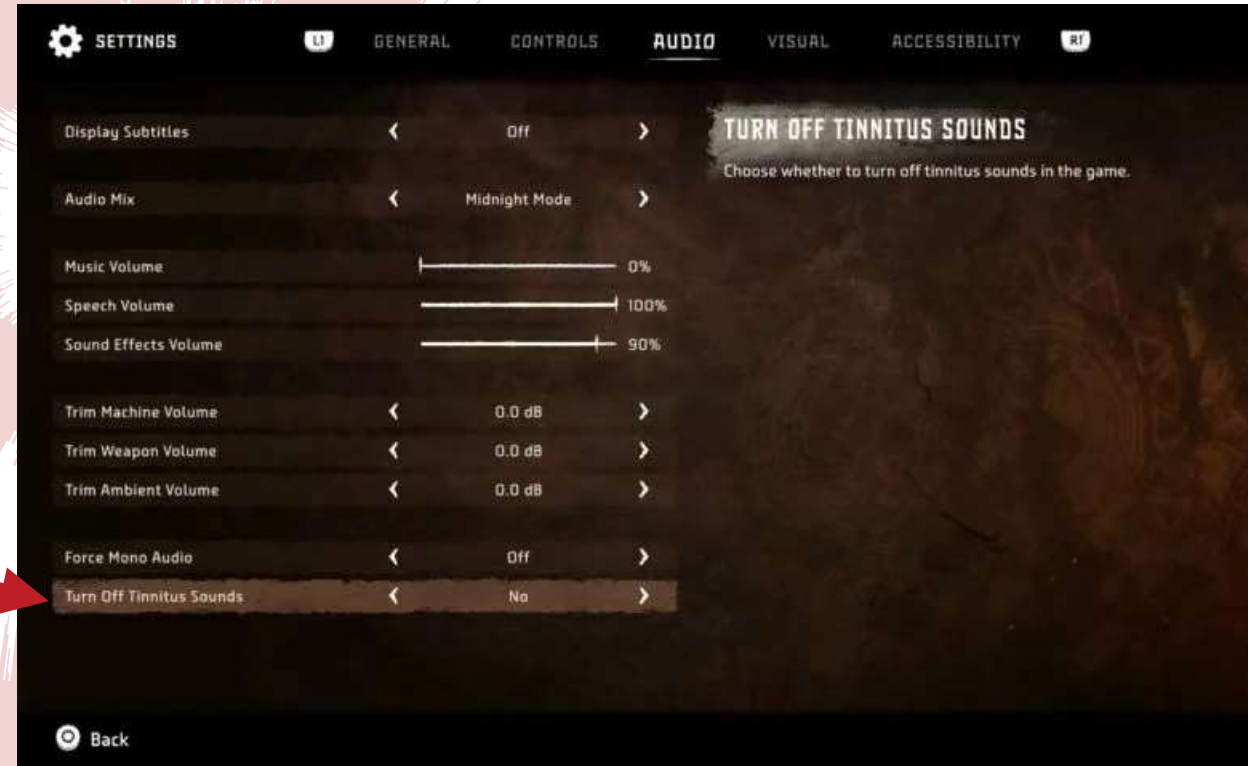 SETTINGS L1 GENERAL CONTROLS AUDIO VISUAL ACCESSIBILITY R1
Display Subtitles Off
Audio Mix Midnight Mode
Music Volume 0%
Speech Volume 100%
Sound Effects Volume 90%
Trim Machine Volume 0.0 dB
Trim Weapon Volume 0.0 dB
Trim Ambient Volume 0.0 dB
Force Mono Audio Off
Turn Off Tinnitus Sounds No
TURN OFF TINNITUS SOUNDS
Choose whether to turn off tinnitus sounds in the game.
Back